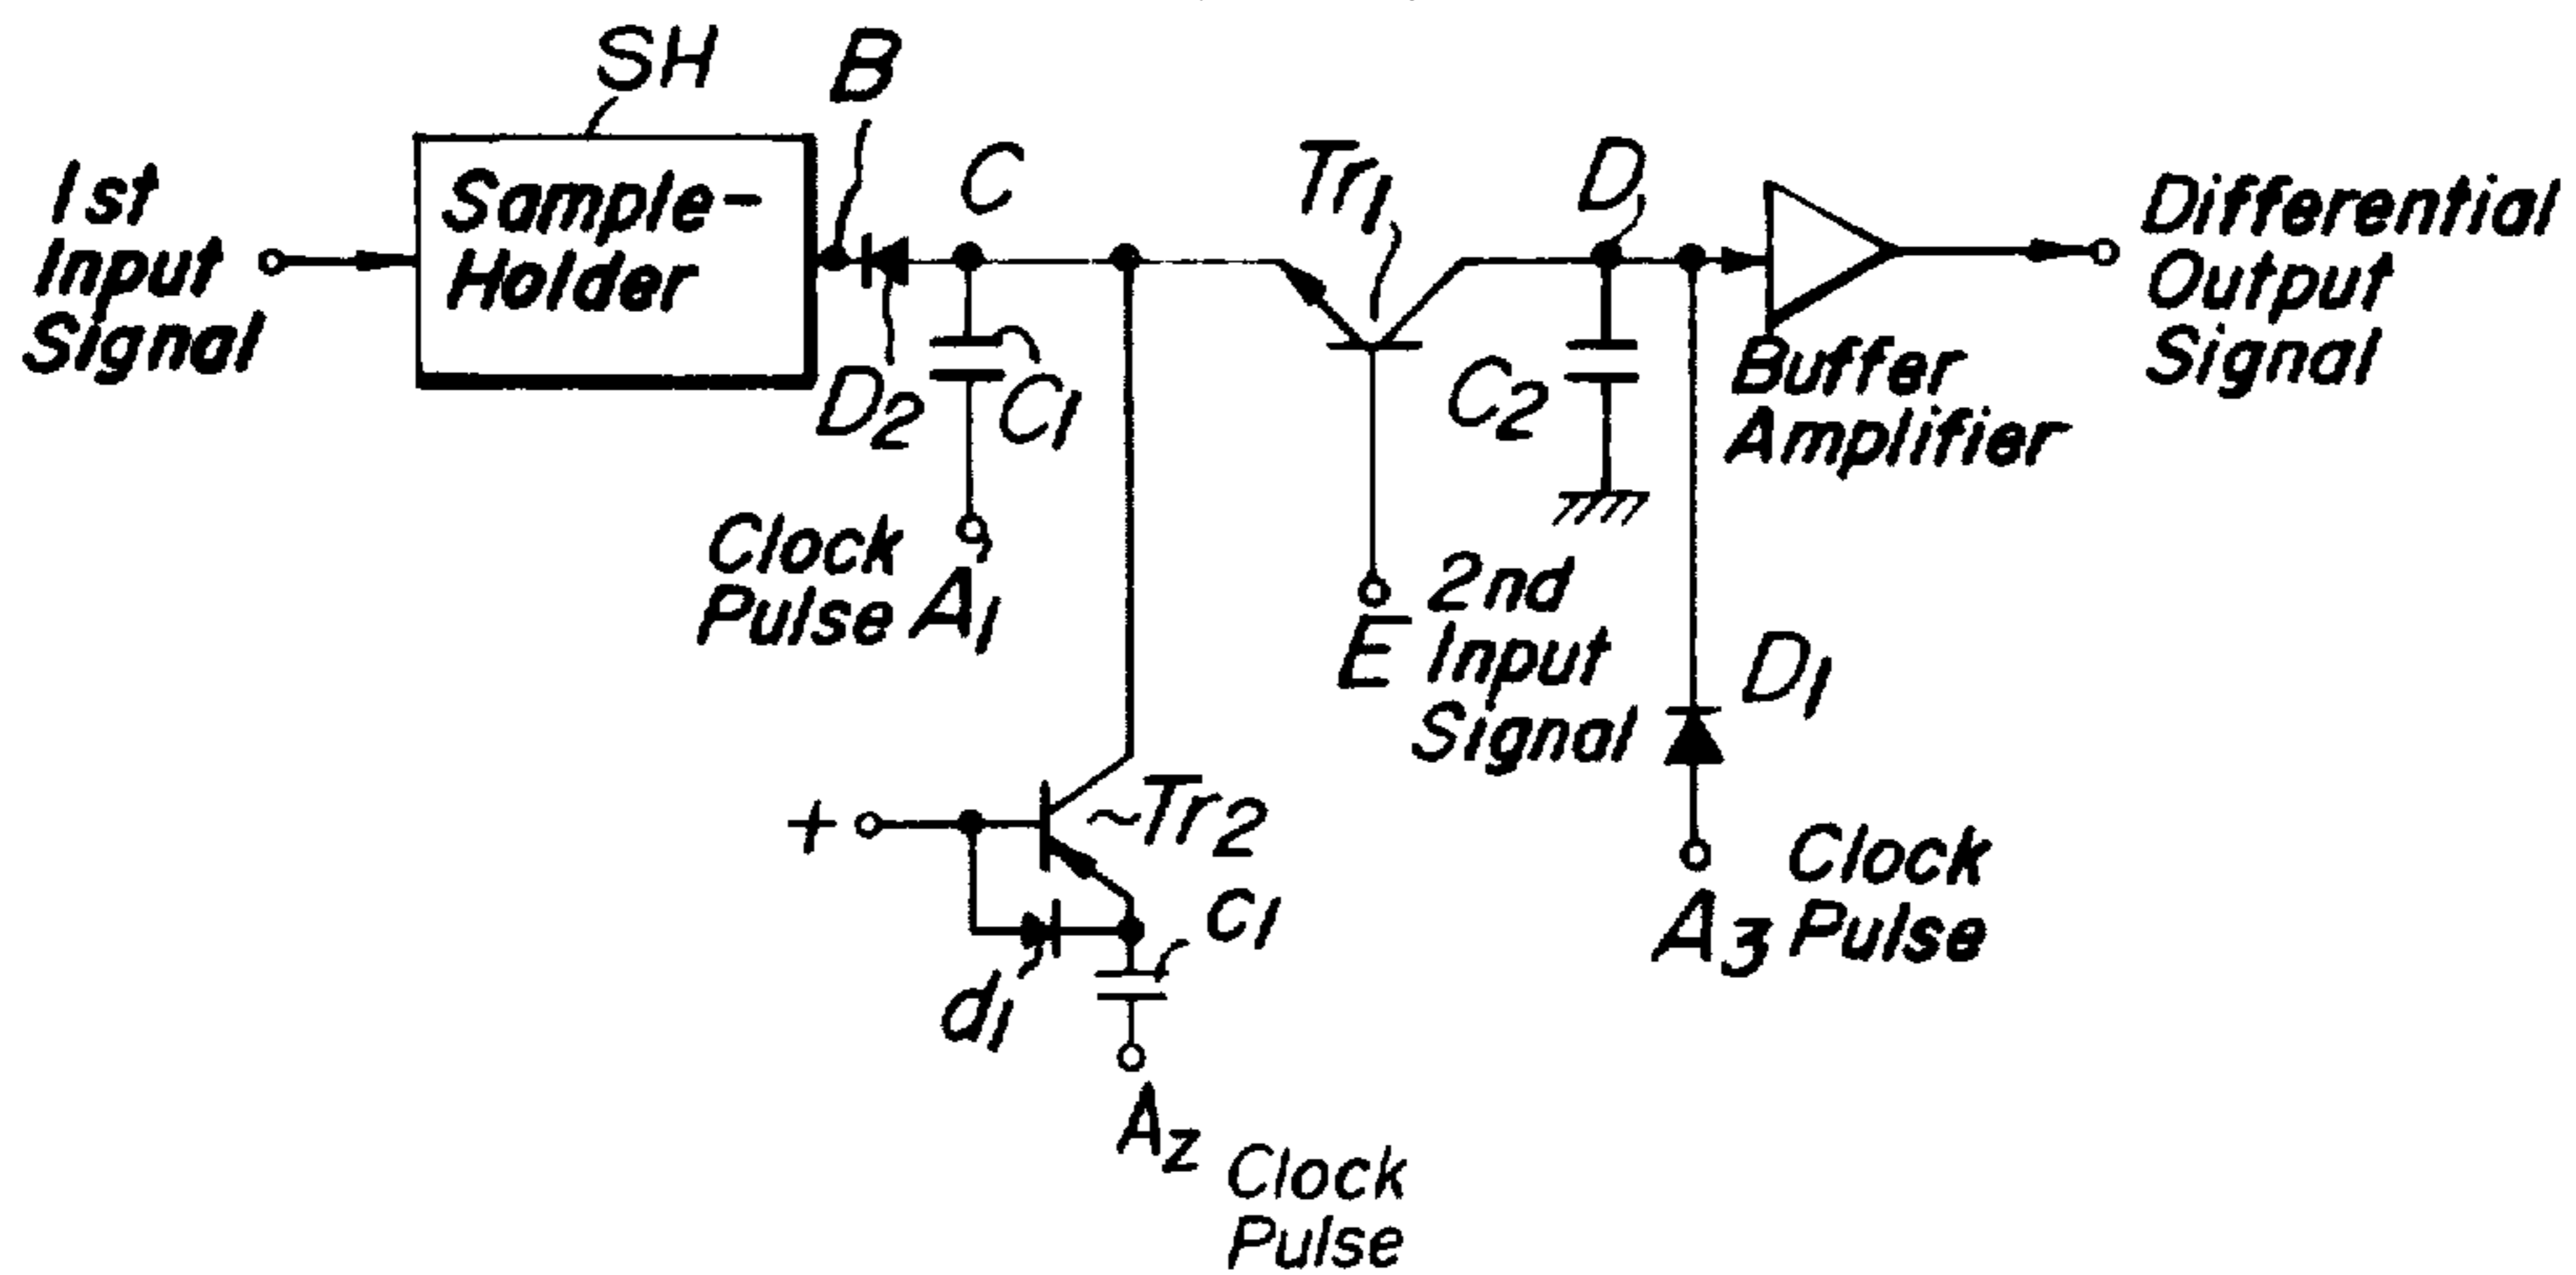 SH
B
1st
Input
Signal
Sample-
Holder
C
Tr1
D
Differential
Output
Signal
D2
C1
C2
Buffer
Amplifier
Clock
Pulse A1
E 2nd
Input
Signal
D1
+
Tr2
C1
d1
A3 Clock
Pulse
A2
Clock
Pulse